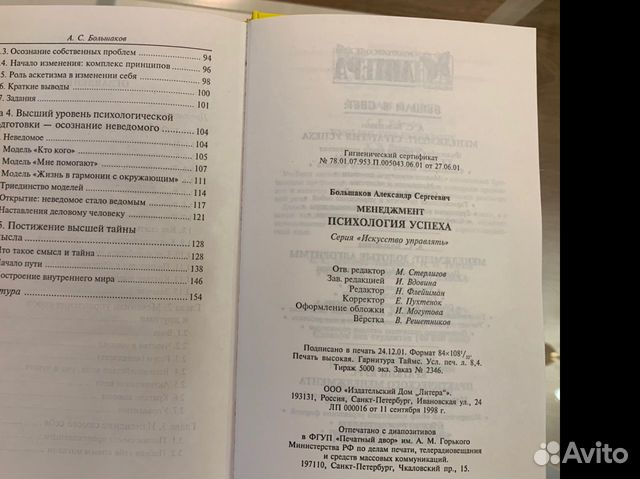 А. С. Большаков
.3. Осознание собственных проблем 94
4. Начало изменения: комплекс принципов 96
5. Роль аскетизма в изменении себя 98
6. Краткие выводы 100
7. Задания 101
а 4. Высший уровень психологической
одготовки — осознание неведомого 104
Неведомое 104
Модель «Кто кого» 105
Модель «Мне помогают» 107
Модель «Жизнь в гармонии с окружающим» 111
Триединство моделей 114
Открытие: неведомое стало ведомым 117
Наставления деловому человеку 121
5. Постижение высшей тайны
ысла 128
Что такое смысл и тайна 128
Начало пути 135
остроение внутреннего мира 146
тура 154
Гигиенический сертификат
№ 78.01.07.953 П.005043.06.01 от 27.06.01
Большаков Александр Сергеевич
МЕНЕДЖМЕНТ
ПСИХОЛОГИЯ УСПЕХА
Серия «Искусство управлять»
Отв. редактор М. Стерлигов
Зав. редакцией И. Вдовина
Редактор Н. Флейшман
Корректор Е. Пухтенок
Оформление обложки И. Могутова
Вёрстка В. Решетников
Подписано в печать 24.12.01. Формат 84×108¹/₃₂.
Печать высокая. Гарнитура Таймс. Усл. печ л. 8,4.
Тираж 5000 экз. Заказ № 2346.
ООО «Издательский Дом „Литера“».
193131, Россия, Санкт-Петербург, Ивановская ул. 24
ЛП 000016 от 11 сентября 1998 г.
Отпечатано с диапозитивов
в ФГУП «Печатный двор» им. А. М. Горького
Министерства РФ по делам печати, телерадиовещания
и средств массовых коммуникаций.
197110, Санкт-Петербург, Чкаловский пр., 15.
Avito